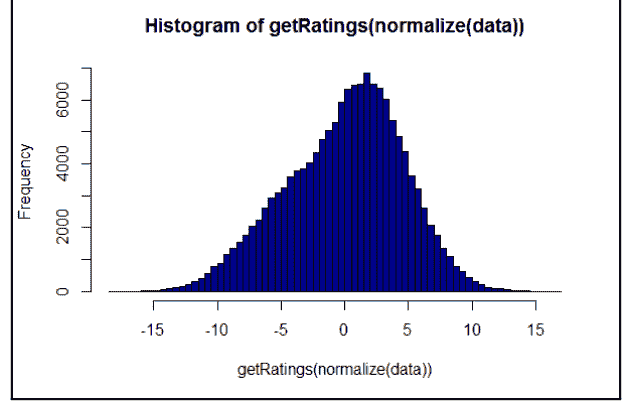 Histogram of getRatings(normalize(data))
Frequency
6000
4000
2000
0
-15 -10 -5 0 5 10 15
getRatings(normalize(data))